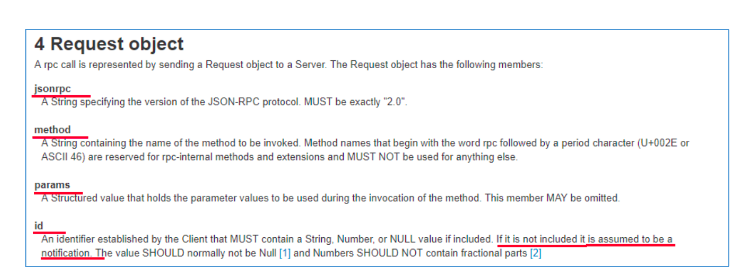 4 Request object
A rpc call is represented by sending a Request object to a Server. The Request object has the following members:
jsonrpc
A String specifying the version of the JSON-RPC protocol. MUST be exactly "2.0".
method
A String containing the name of the method to be invoked. Method names that begin with the word rpc followed by a period character (U+002E or
ASCII 46) are reserved for rpc-internal methods and extensions and MUST NOT be used for anything else.
params
A Structured value that holds the parameter values to be used during the invocation of the method. This member MAY be omitted.
id
An identifier established by the Client that MUST contain a String, Number, or NULL value if included. If it is not included it is assumed to be a
notification. The value SHOULD normally not be Null [1] and Numbers SHOULD NOT contain fractional parts [2]